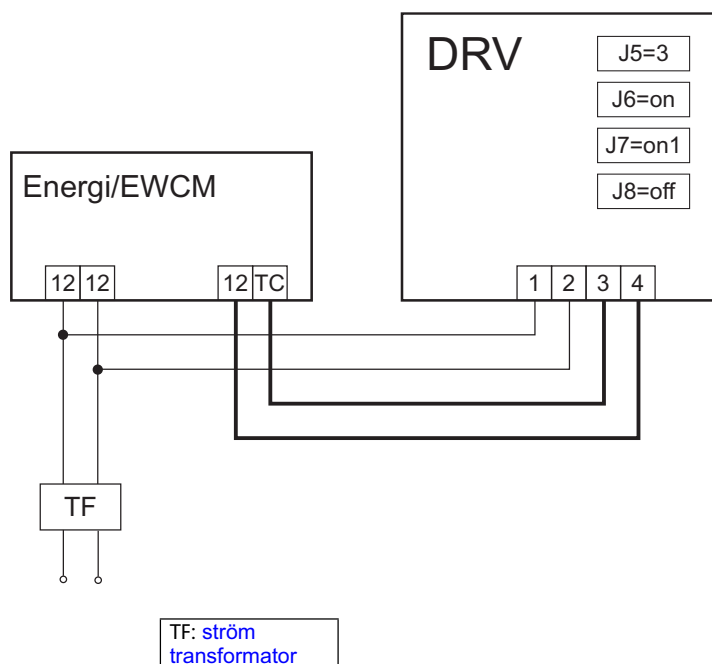 DRV
J5=3
J6=on
J7=on1
J8=off
Energi/EWCM
12 12 12 TC
1 2 3 4
TF
TF: ström
transformator